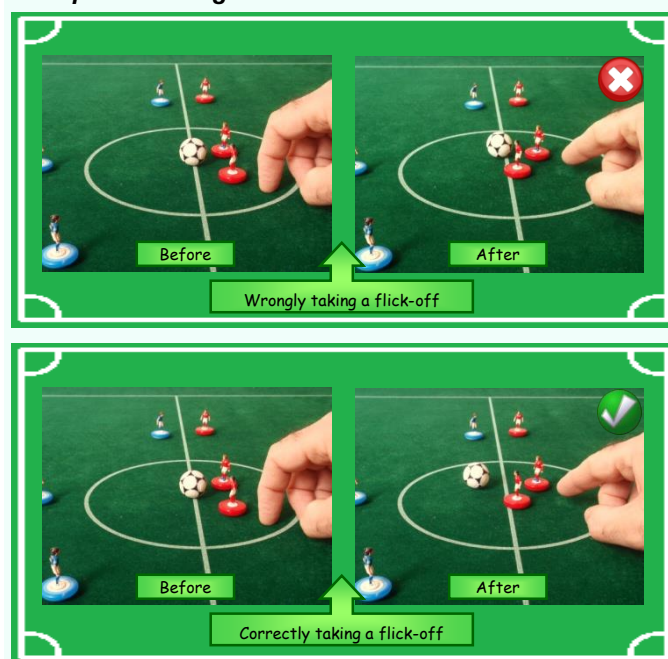 Before
After
Wrongly taking a flick-off
Before
After
Correctly taking a flick-off